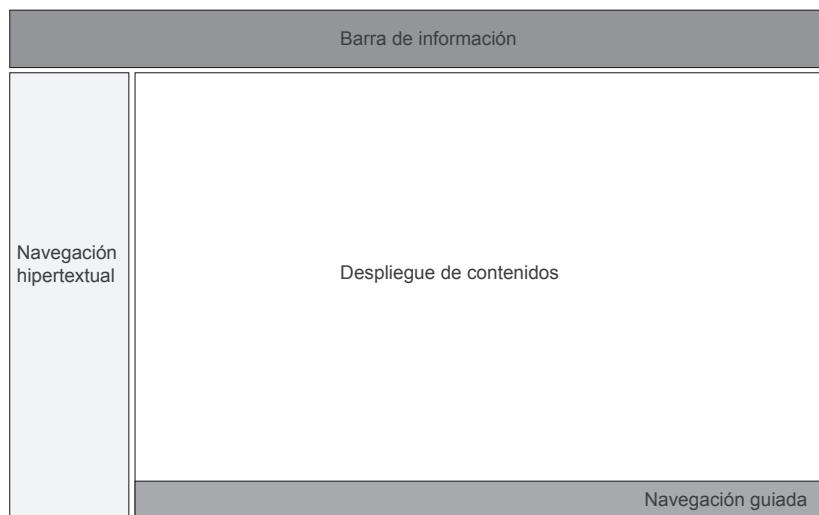 Barra de información
Navegación
hipertextual
Despliegue de contenidos
Navegación guiada